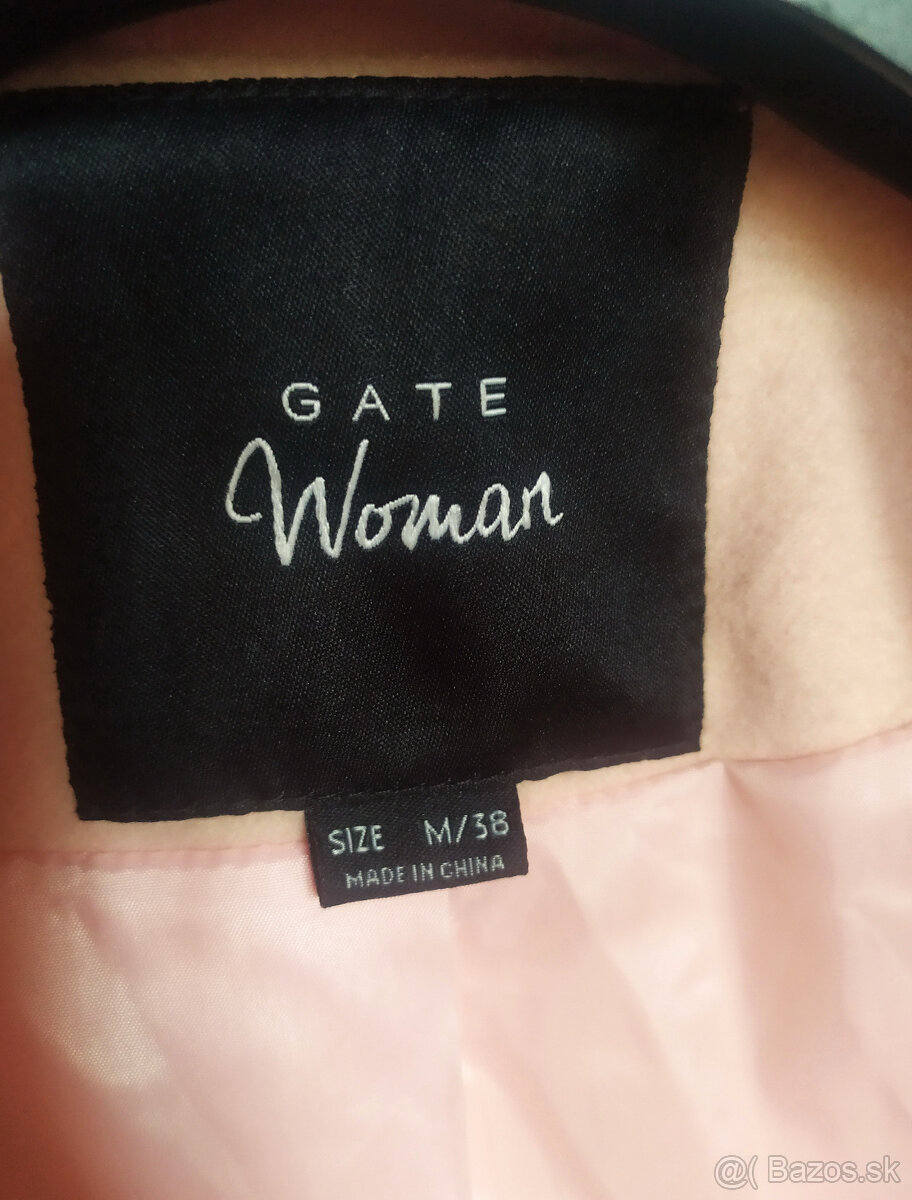 GATE
Woman
SIZE M/38
MADE IN CHINA
@( Bazos.sk